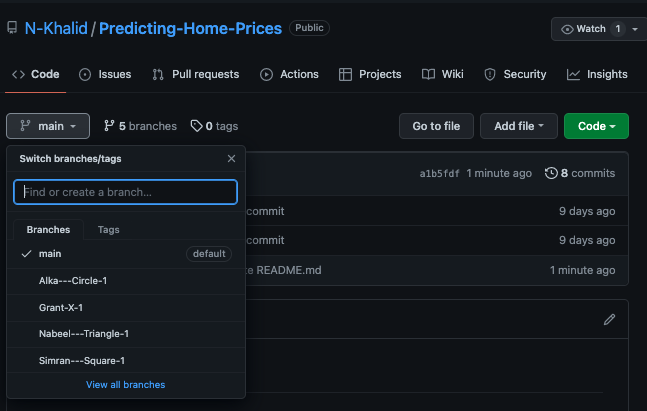 N-Khalid / Predicting-Home-Prices Public Watch 1
Code Issues Pull requests Actions Projects Wiki Security Insights
main 5 branches 0 tags Go to file Add file Code
Switch branches/tags
a1b5fdf 1 minute ago 8 commits
Find or create a branch...
commit 9 days ago
Branches Tags
commit 9 days ago
main default
README.md 1 minute ago
Alka---Circle-1
Grant-X-1
Nabeel---Triangle-1
Simran---Square-1
View all branches